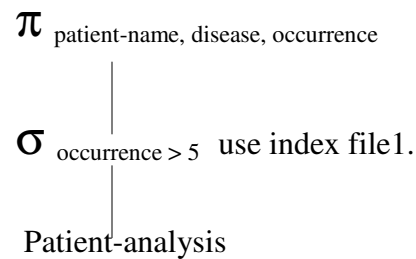 π patient-name, disease, occurrence
σ occurrence > 5 use index file1.
Patient-analysis